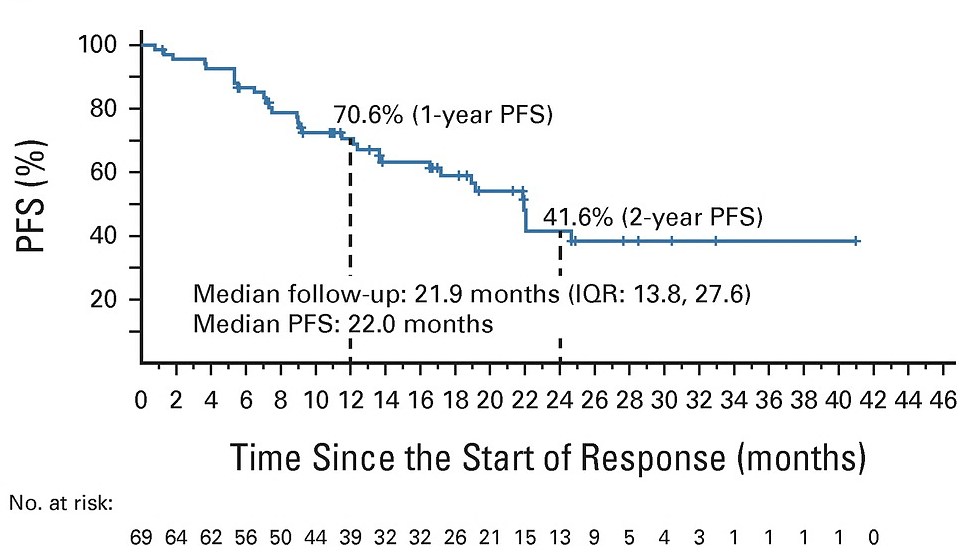 PFS (%)
100
80
60
40
20
70.6% (1-year PFS)
41.6% (2-year PFS)
Median follow-up: 21.9 months (IQR: 13.8, 27.6)
Median PFS: 22.0 months
0 2 4 6 8 10 12 14 16 18 20 22 24 26 28 30 32 34 36 38 40 42 44 46
Time Since the Start of Response (months)
No. at risk:
69 64 62 56 50 44 39 32 32 26 21 15 13 9 5 4 3 1 1 1 1 0